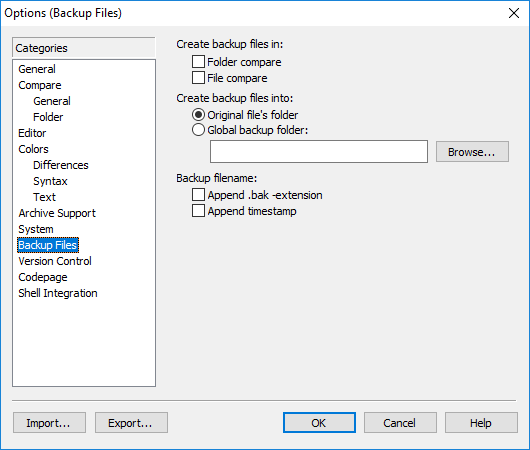 Options (Backup Files)
Categories
General
Compare
General
Folder
Editor
Colors
Differences
Syntax
Text
Archive Support
System
Backup Files
Version Control
Codepage
Shell Integration
Create backup files in:
Folder compare
File compare
Create backup files into:
Original file's folder
Global backup folder:
Browse...
Backup filename:
Append .bak -extension
Append timestamp
Import...
Export...
OK
Cancel
Help